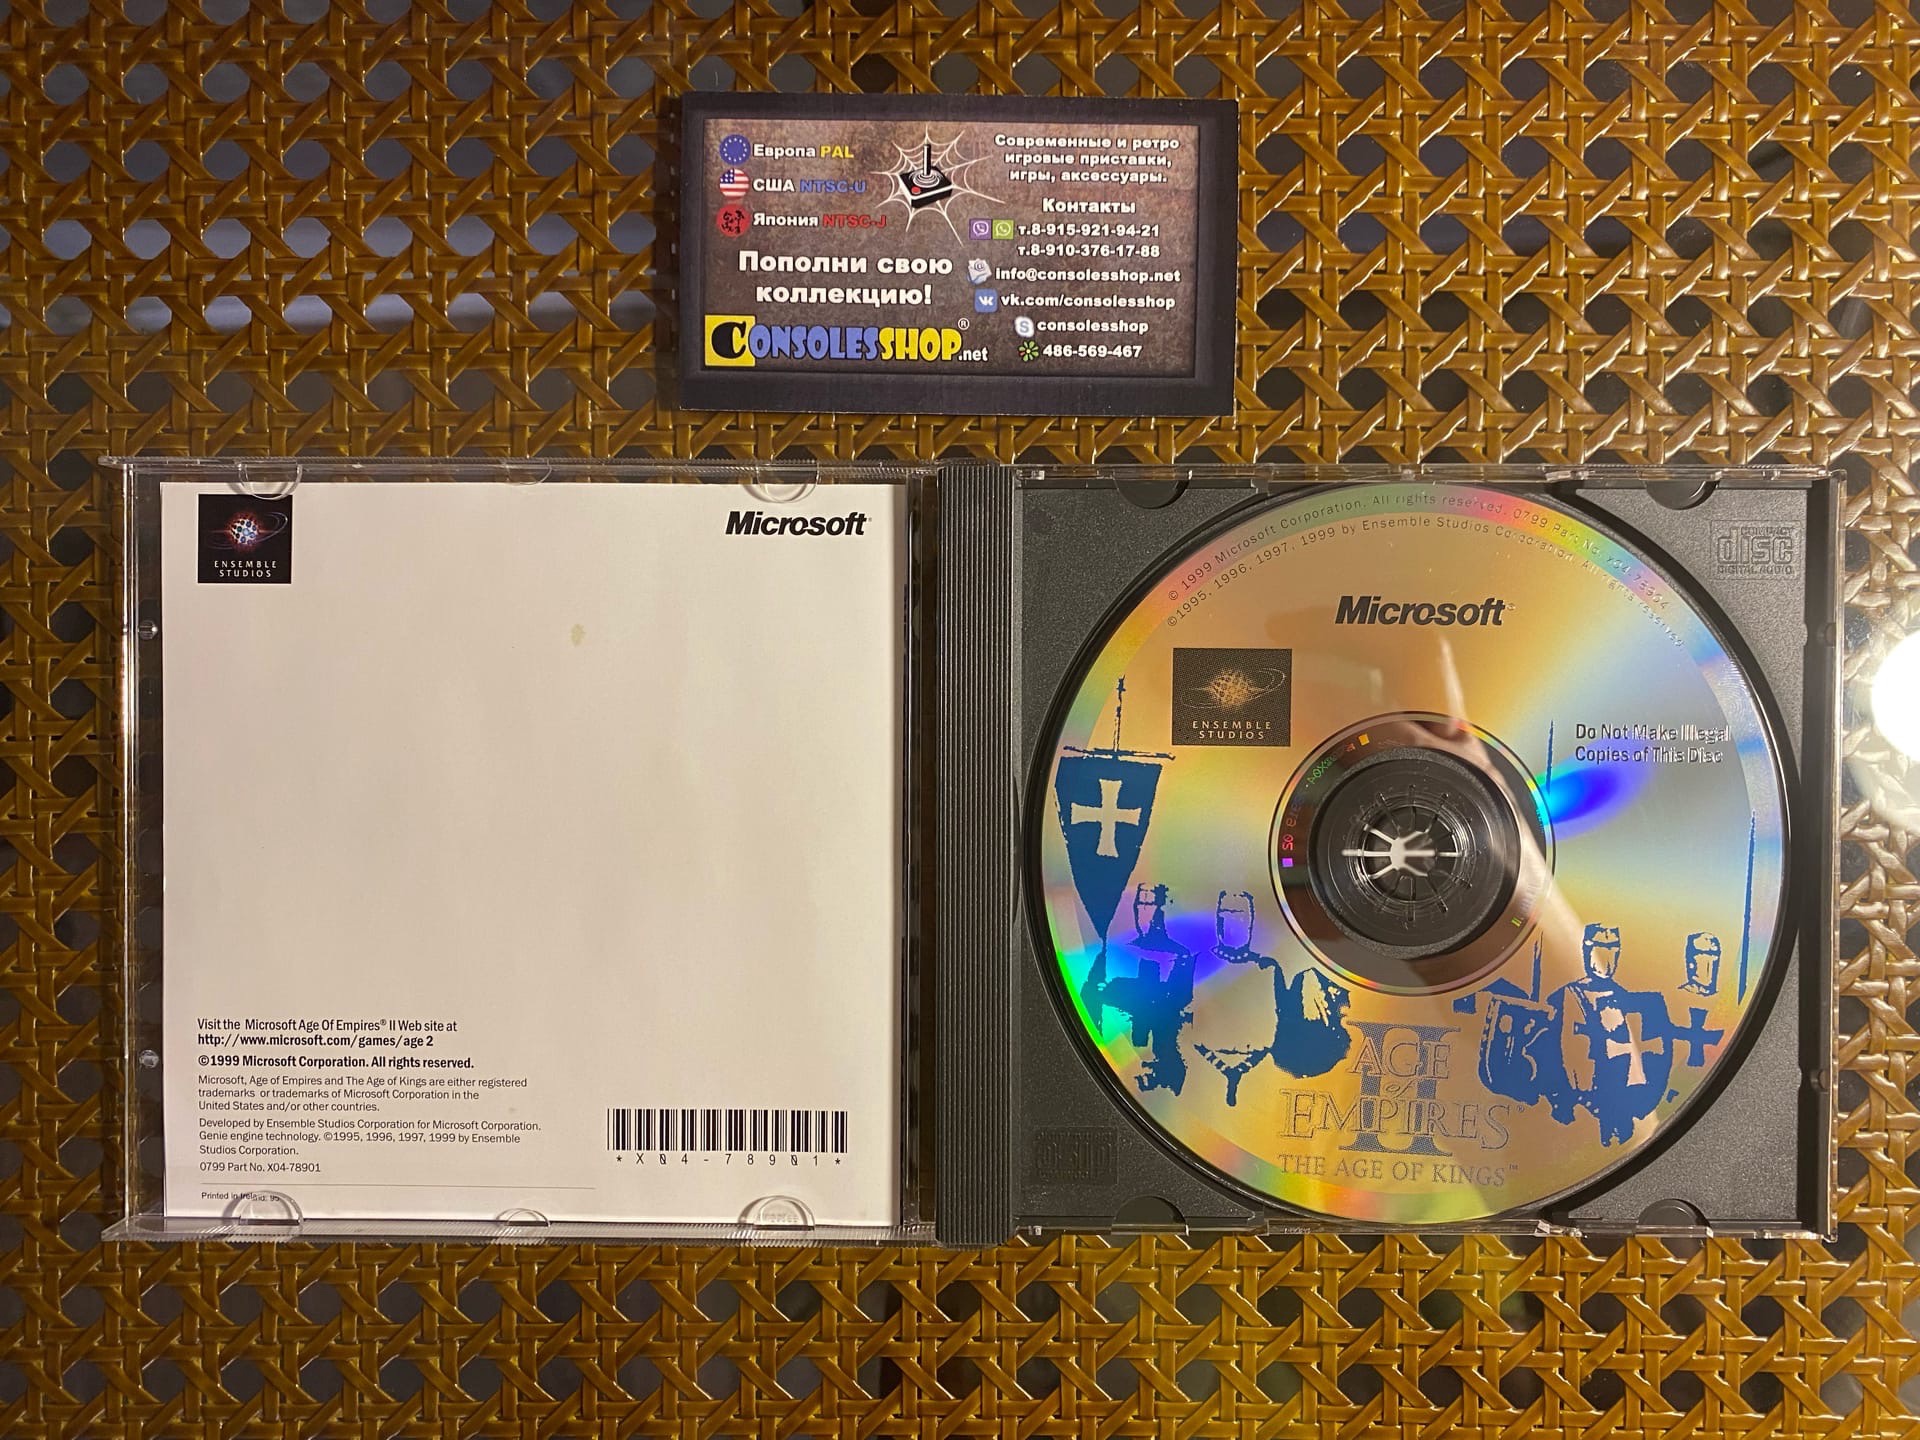 Европа PAL
США NTSC-U
Япония NTSC-J
Пополни свою
коллекцию!
CONSOLESSHOP.net
®
Современные и ретро
игровые приставки,
игры, аксессуары.
Контакты
т.8-915-921-94-21
т.8-910-376-17-88
info@consolesshop.net
vk.com/consolesshop
consolesshop
486-569-467
ENSEMBLE
STUDIOS
Microsoft®
Visit the Microsoft Age Of Empires® II Web site at
http://www.microsoft.com/games/age 2
©1999 Microsoft Corporation. All rights reserved.
Microsoft, Age of Empires and The Age of Kings are either registered
trademarks or trademarks of Microsoft Corporation in the
United States and/or other countries.
Developed by Ensemble Studios Corporation for Microsoft Corporation.
Genie engine technology. ©1995, 1996, 1997, 1999 by Ensemble
Studios Corporation.
0799 Part No. X04-78901
Printed in Ireland.
*X04-78901*
© 1999 Microsoft Corporation. All rights reserved. 0799 Part No.
©1995, 1996, 1997, 1999 by Ensemble Studios Corporation. All rights reserved.
Microsoft®
ENSEMBLE
STUDIOS
Do Not Make Illegal
Copies of This Disc
AGE
of
EMPIRES®
II
THE AGE OF KINGS™
COMPACT
disc
DIGITAL AUDIO